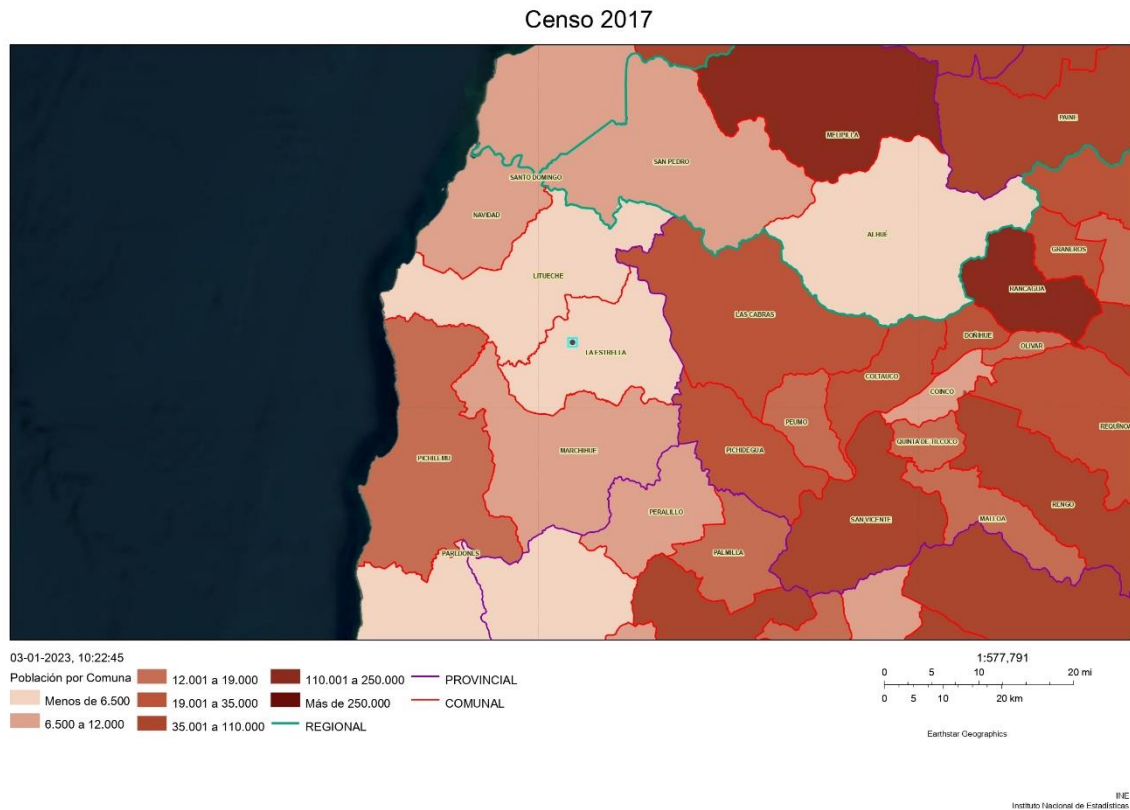 Censo 2017
MELIPILLA
PAINE
SAN PEDRO
SANTO DOMINGO
NAVIDAD
ALHUÉ
GRANEROS
LITUECHE
RANCAGUA
LAS CABRAS
DOÑIHUE
OLIVAR
LA ESTRELLA
COLTAUCO
COINCO
PEUMO
REQUÍNOA
QUINTA DE TILCOCO
MARCHIHUE
PICHIDEGUA
PICHILEMU
RENGO
PERALILLO
SAN VICENTE
MALLOA
PALMILLA
PAREDONES
03-01-2023, 10:22:45
Población por Comuna
Menos de 6.500
6.500 a 12.000
12.001 a 19.000
19.001 a 35.000
35.001 a 110.000
110.001 a 250.000
Más de 250.000
REGIONAL
PROVINCIAL
COMUNAL
1:577,791
0 5 10 20 mi
0 5 10 20 km
Earthstar Geographics
INE
Instituto Nacional de Estadísticas